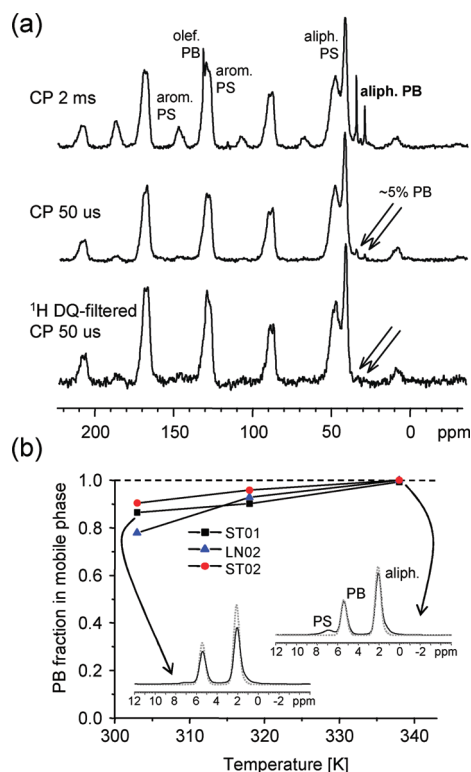 (a)
olef.
PB
aliph.
PS
arom.
PS
aliph. PB
CP 2 ms
arom.
PS
~5% PB
CP 50 us
¹H DQ-filtered
CP 50 us
200 150 100 50 0 ppm
(b)
PB fraction in mobile phase
1.0
0.8
0.6
0.4
0.2
0.0
ST01
LN02
ST02
aliph.
PB
PS
12 10 8 6 4 2 0 -2 ppm
12 10 8 6 4 2 0 -2 ppm
300 310 320 330 340
Temperature [K]